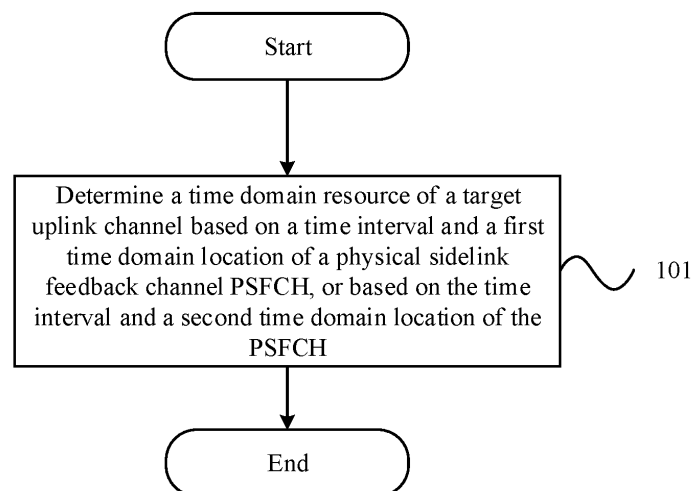 Start
Determine a time domain resource of a target
uplink channel based on a time interval and a first
time domain location of a physical sidelink
feedback channel PSFCH, or based on the time
interval and a second time domain location of the
PSFCH
101
End